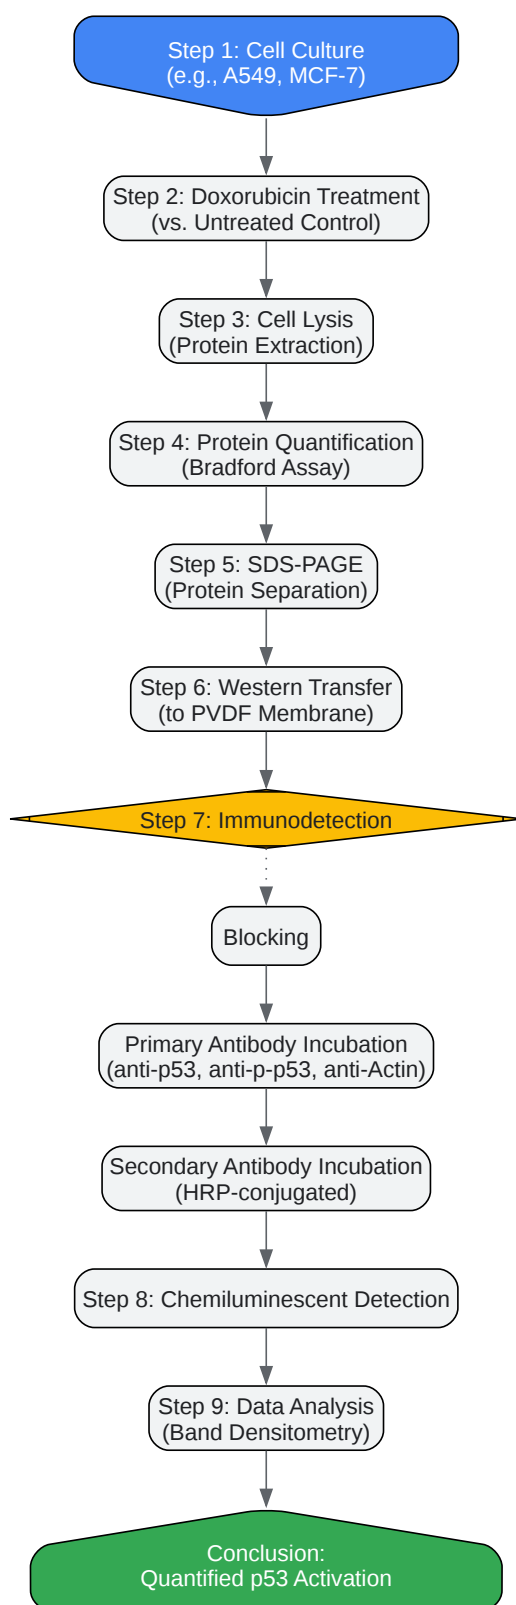 Step 1: Cell Culture
(e.g., A549, MCF-7)
Step 2: Doxorubicin Treatment
(vs. Untreated Control)
Step 3: Cell Lysis
(Protein Extraction)
Step 4: Protein Quantification
(Bradford Assay)
Step 5: SDS-PAGE
(Protein Separation)
Step 6: Western Transfer
(to PVDF Membrane)
Step 7: Immunodetection
Blocking
Primary Antibody Incubation
(anti-p53, anti-p-p53, anti-Actin)
Secondary Antibody Incubation
(HRP-conjugated)
Step 8: Chemiluminescent Detection
Step 9: Data Analysis
(Band Densitometry)
Conclusion:
Quantified p53 Activation